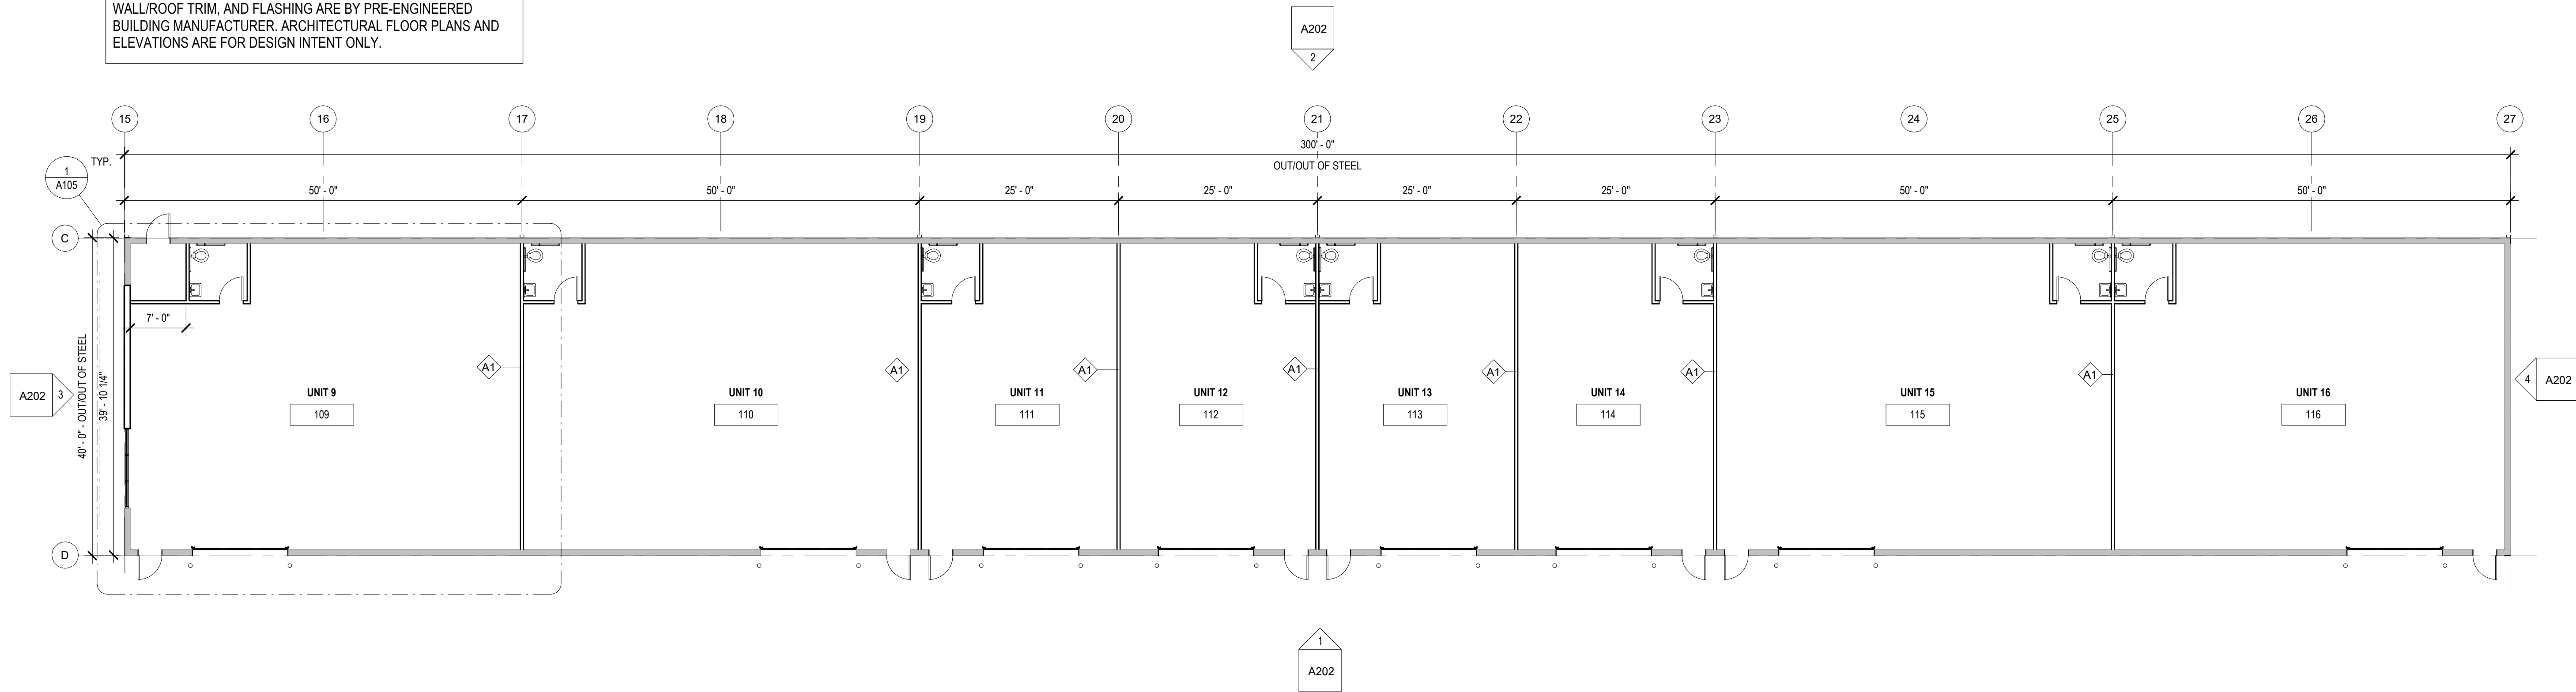 WALL/ROOF TRIM, AND FLASHING ARE BY PRE-ENGINEERED
BUILDING MANUFACTURER. ARCHITECTURAL FLOOR PLANS AND
ELEVATIONS ARE FOR DESIGN INTENT ONLY.
A202
2
15
16
17
18
19
20
21
22
23
24
25
26
27
300' - 0"
OUT/OUT OF STEEL
TYP.
1
A105
50' - 0"
50' - 0"
25' - 0"
25' - 0"
25' - 0"
25' - 0"
50' - 0"
50' - 0"
C
7' - 0"
40' - 0" - OUT/OUT OF STEEL
39' - 10 1/4"
A1
A1
A1
A1
A1
A1
A1
A202
3
UNIT 9
109
UNIT 10
110
UNIT 11
111
UNIT 12
112
UNIT 13
113
UNIT 14
114
UNIT 15
115
UNIT 16
116
4
A202
D
1
A202